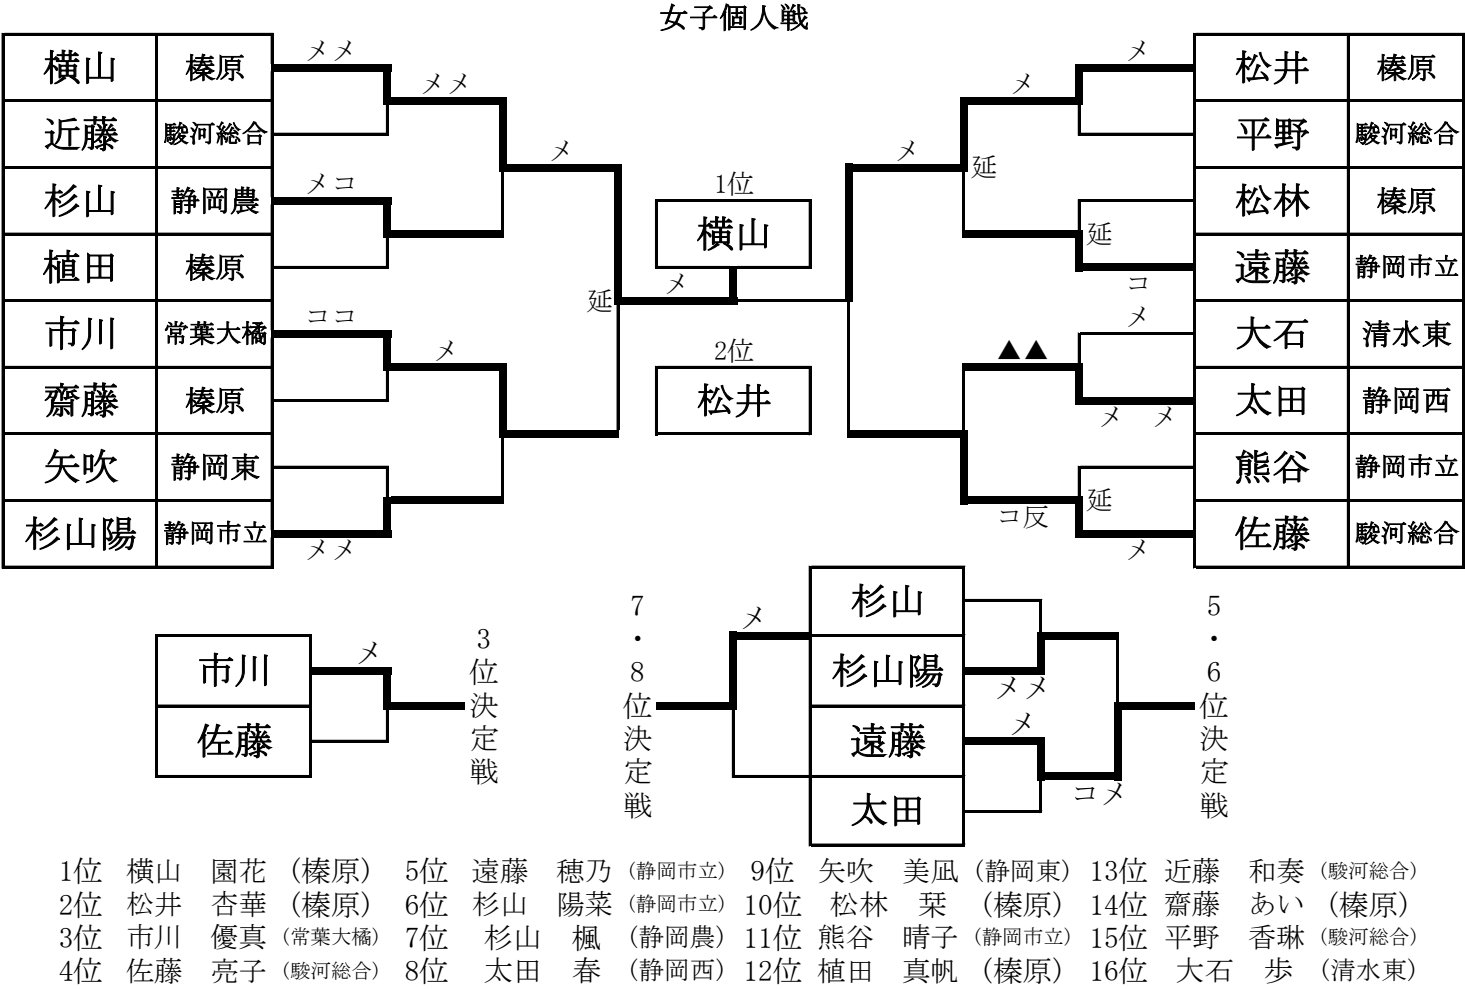 女子個人戦
横山 榛原
近藤 駿河総合
杉山 静岡農
植田 榛原
市川 常葉大橘
齋藤 榛原
矢吹 静岡東
杉山陽 静岡市立
メメ
メメ
メコ
メ
ココ
メ
メメ
延
メ
1位
横山
2位
松井
松井 榛原
平野 駿河総合
松林 榛原
遠藤 静岡市立
大石 清水東
太田 静岡西
熊谷 静岡市立
佐藤 駿河総合
メ
メ
メ
延
延
コ
メ
▲▲
メ メ
延
コ反
メ
市川
佐藤
メ
3位決定戦
7・8位決定戦
メ
杉山
杉山陽
遠藤
太田
メメ
メ
コメ
5・6位決定戦
1位 横山 園花 (榛原) 5位 遠藤 穂乃 (静岡市立) 9位 矢吹 美凪 (静岡東) 13位 近藤 和奏 (駿河総合)
2位 松井 杏華 (榛原) 6位 杉山 陽菜 (静岡市立) 10位 松林 栞 (榛原) 14位 齋藤 あい (榛原)
3位 市川 優真 (常葉大橘) 7位 杉山 楓 (静岡農) 11位 熊谷 晴子 (静岡市立) 15位 平野 香琳 (駿河総合)
4位 佐藤 亮子 (駿河総合) 8位 太田 春 (静岡西) 12位 植田 真帆 (榛原) 16位 大石 歩 (清水東)